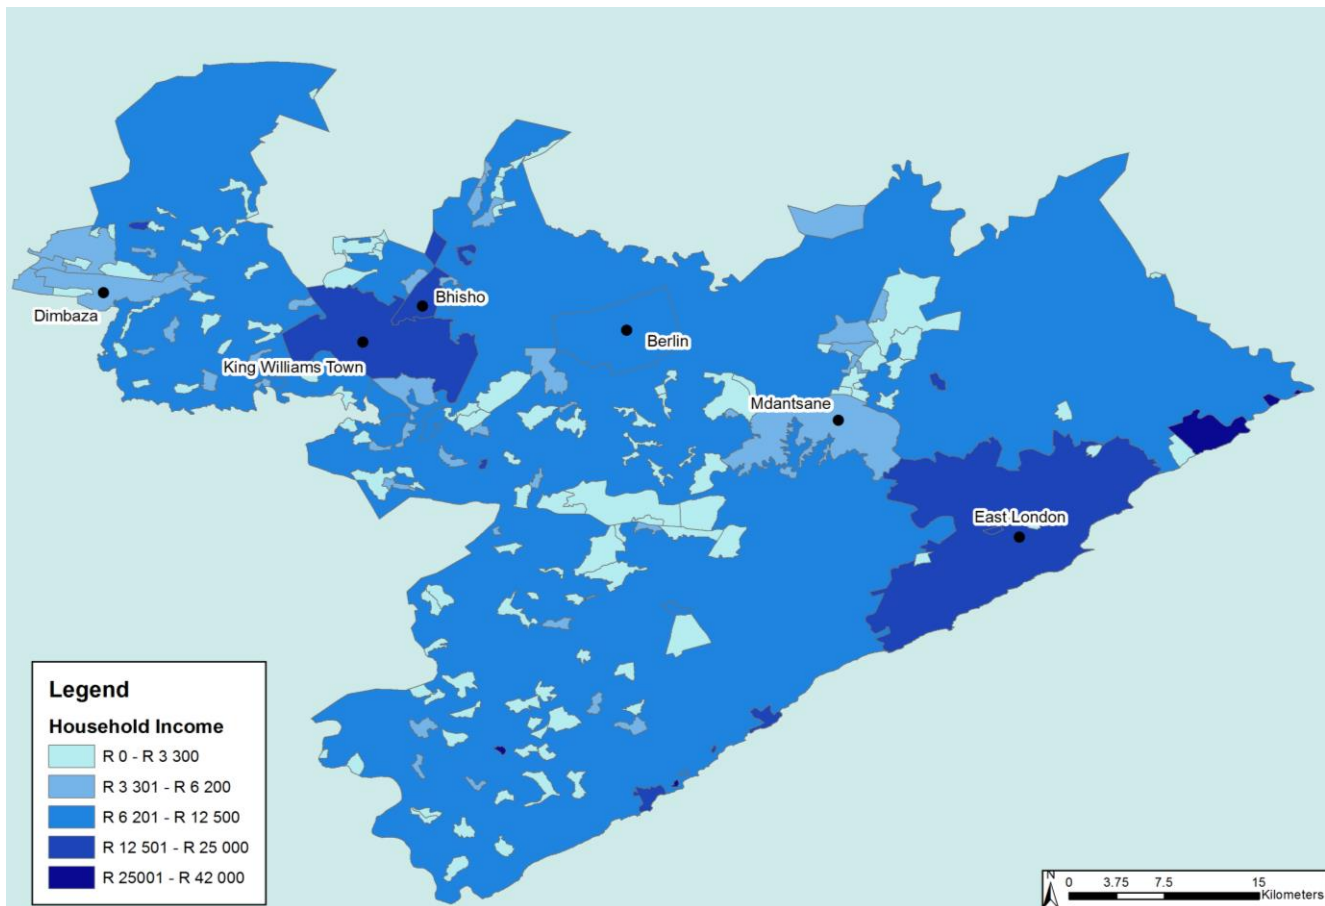 Bhisho
Dimbaza
Berlin
King Williams Town
Mdantsane
East London
Legend
Household Income
R 0 - R 3 300
R 3 301 - R 6 200
R 6 201 - R 12 500
R 12 501 - R 25 000
R 25001 - R 42 000
N
0 3.75 7.5 15
Kilometers